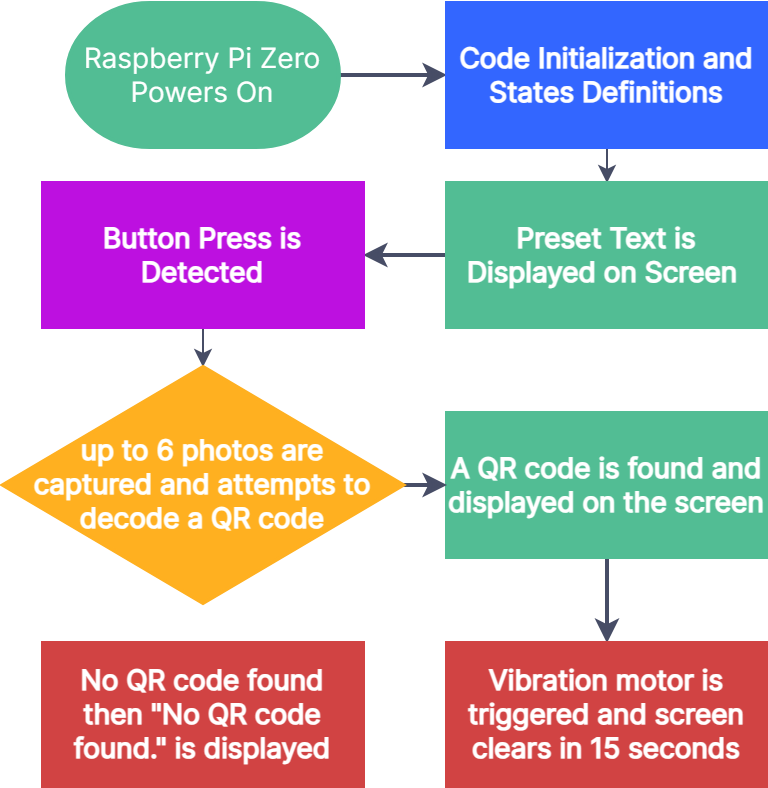 Raspberry Pi Zero
Powers On
Code Initialization and
States Definitions
Button Press is
Detected
Preset Text is
Displayed on Screen
up to 6 photos are
captured and attempts to
decode a QR code
A QR code is found and
displayed on the screen
No QR code found
then "No QR code
found." is displayed
Vibration motor is
triggered and screen
clears in 15 seconds